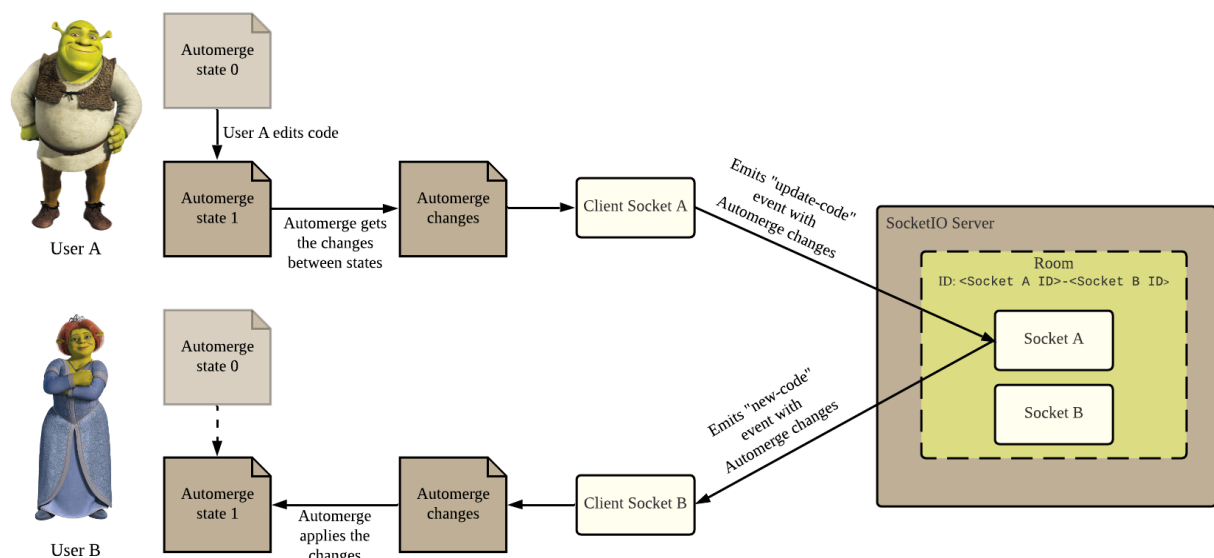 Automerge
state 0
User A edits code
Automerge
state 1
Automerge gets
the changes
between states
Automerge
changes
Client Socket A
Emits "update-code"
event with
Automerge changes
User A
SocketIO Server
Room
ID: <Socket A ID>-<Socket B ID>
Socket A
Socket B
Emits "new-code"
event with
Automerge changes
Automerge
state 0
Automerge
state 1
Automerge
applies the
changes
Automerge
changes
Client Socket B
User B